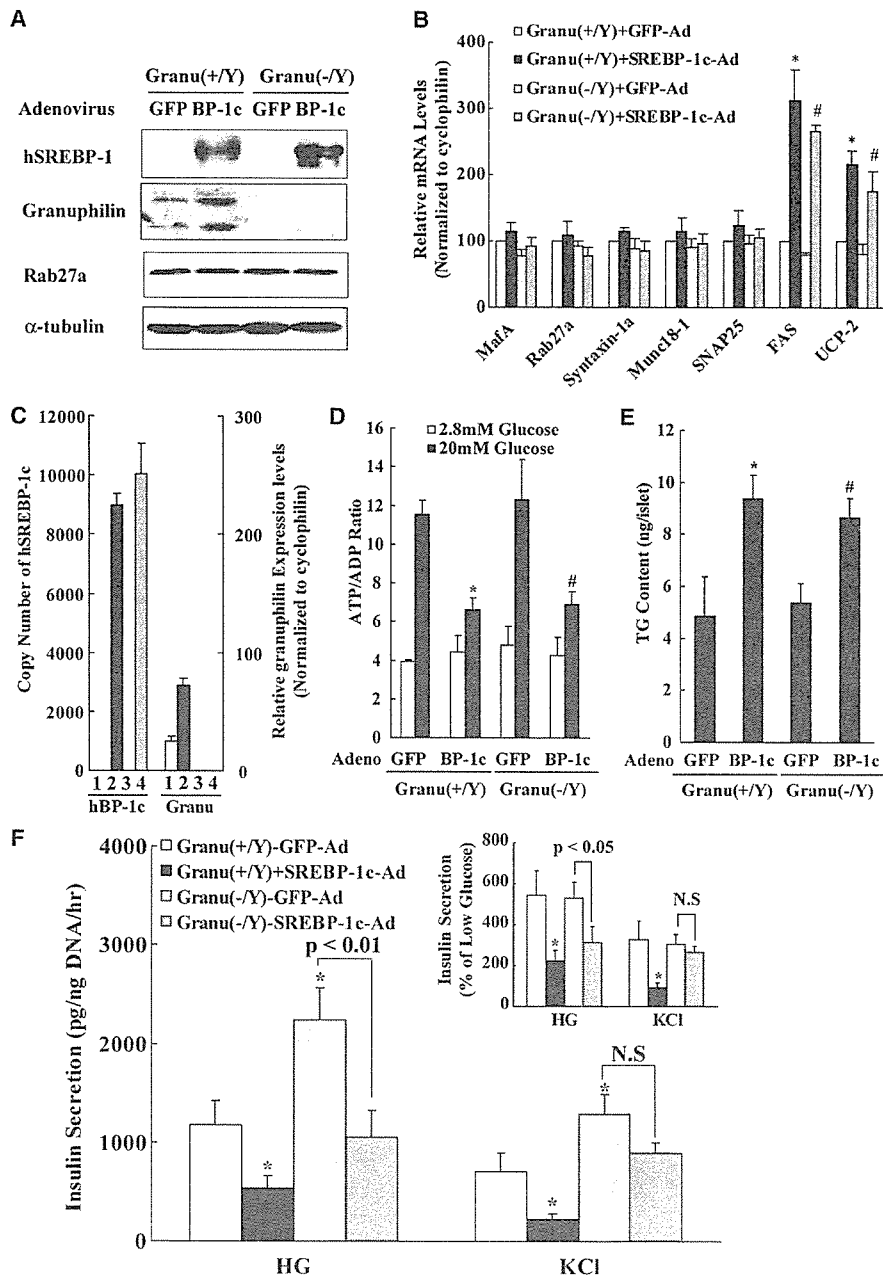 A
Granu(+/Y) Granu(-/Y)
Adenovirus GFP BP-1c GFP BP-1c
hSREBP-1
Granuphilin
Rab27a
α-tubulin
B
Granu(+/Y)+GFP-Ad
Granu(+/Y)+SREBP-1c-Ad
Granu(-/Y)+GFP-Ad
Granu(-/Y)+SREBP-1c-Ad
Relative mRNA Levels
(Normalized to cyclophilin)
400
300
200
100
0
* # * #
MafA Rab27a Syntaxin-1a Munc18-1 SNAP25 FAS UCP-2
C
Copy Number of hSREBP-1c
12000
10000
8000
6000
4000
2000
0
300
200
100
0
Relative granuphilin Expression levels
(Normalized to cyclophilin)
1 2 3 4 1 2 3 4
hBP-1c Granu
D
2.8mM Glucose
20mM Glucose
ATP/ADP Ratio
16
14
12
10
8
6
4
2
0
* #
Adeno GFP BP-1c GFP BP-1c
Granu(+/Y) Granu(-/Y)
E
TG Content (ng/islet)
12
10
8
6
4
2
0
* #
GFP BP-1c GFP BP-1c
Granu(+/Y) Granu(-/Y)
F
Granu(+/Y)-GFP-Ad
Granu(+/Y)+SREBP-1c-Ad
Granu(-/Y)-GFP-Ad
Granu(-/Y)-SREBP-1c-Ad
Insulin Secretion (pg/ng DNA/hr)
4000
3000
2000
1000
0
p < 0.01
* *
N.S
* *
HG KCl
Insulin Secretion
(% of Low Glucose)
800
600
400
200
0
p < 0.05
N.S
* *
HG KCl